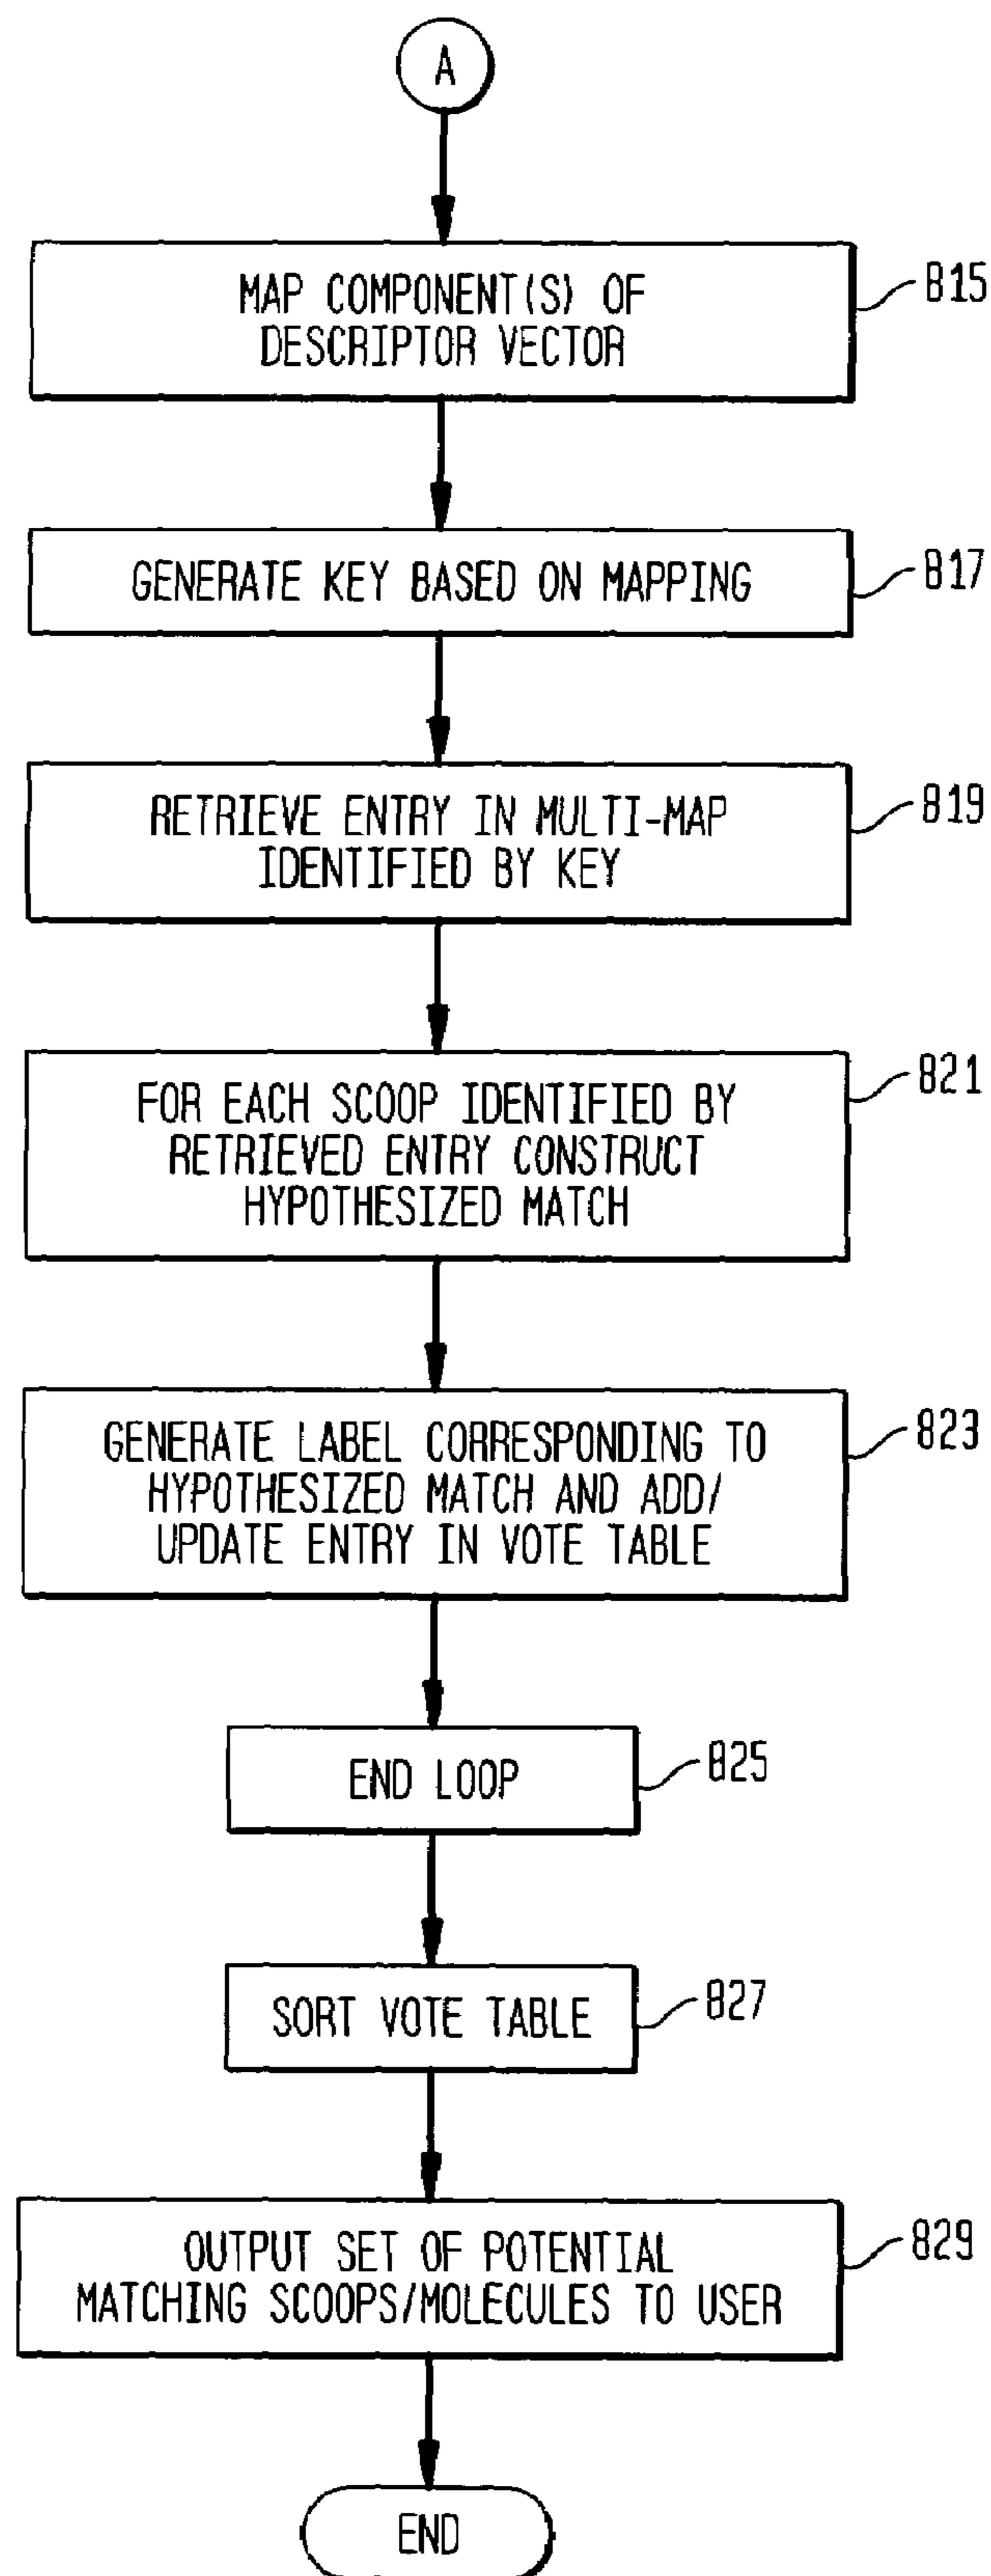 A
MAP COMPONENT(S) OF
DESCRIPTOR VECTOR
815
GENERATE KEY BASED ON MAPPING
817
RETRIEVE ENTRY IN MULTI-MAP
IDENTIFIED BY KEY
819
FOR EACH SCOOP IDENTIFIED BY
RETRIEVED ENTRY CONSTRUCT
HYPOTHESIZED MATCH
821
GENERATE LABEL CORRESPONDING TO
HYPOTHESIZED MATCH AND ADD/
UPDATE ENTRY IN VOTE TABLE
823
END LOOP
825
SORT VOTE TABLE
827
OUTPUT SET OF POTENTIAL
MATCHING SCOOPS/MOLECULES TO USER
829
END